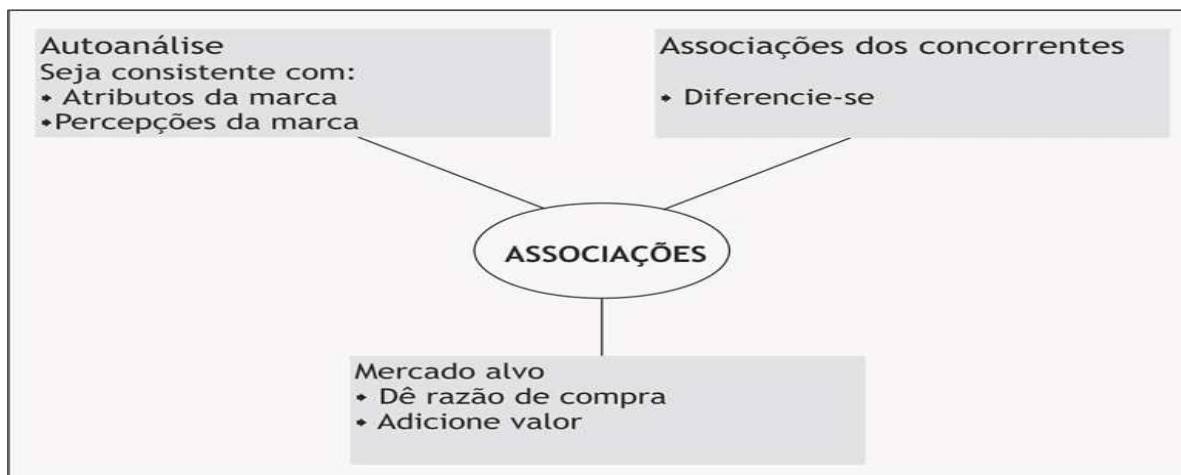 Autoanálise
Seja consistente com:
• Atributos da marca
•Percepções da marca
Associações dos concorrentes
• Diferencie-se
ASSOCIAÇÕES
Mercado alvo
• Dê razão de compra
• Adicione valor